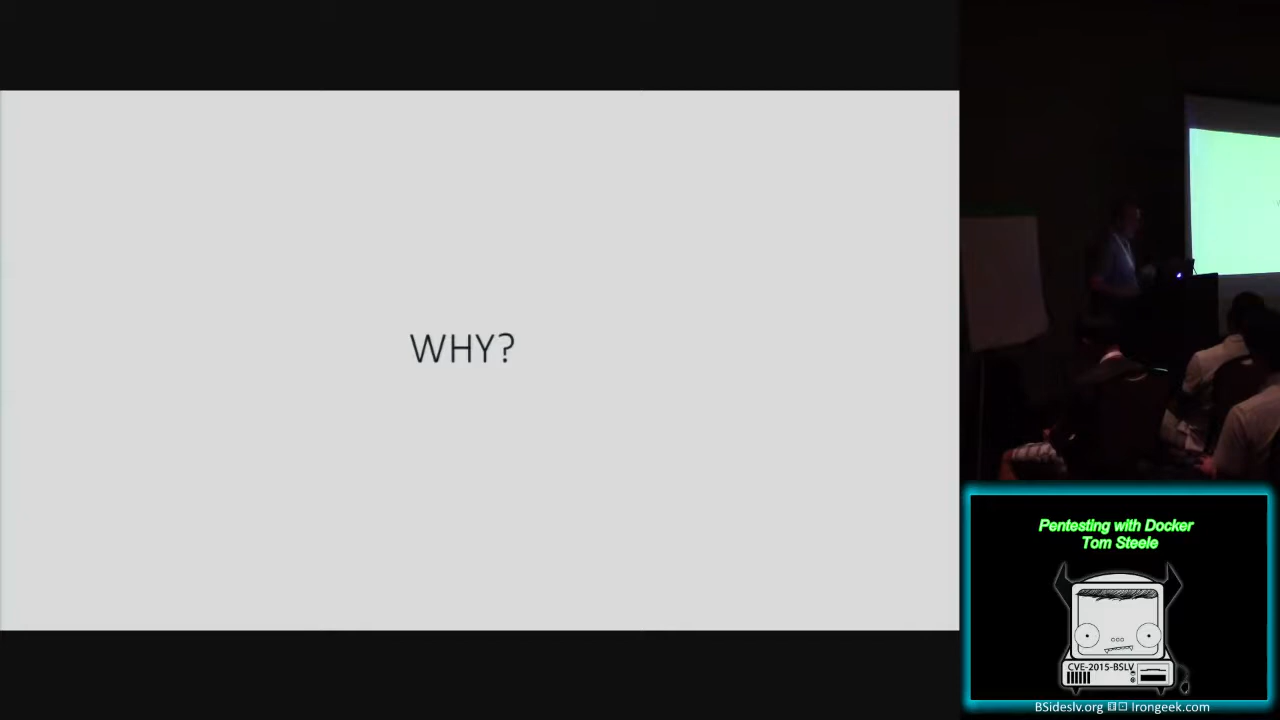 WHY?
Pentesting with Docker
Tom Steele
CVE-2015-BSLV
BSideslv.org ⚅⚀ Irongeek.com